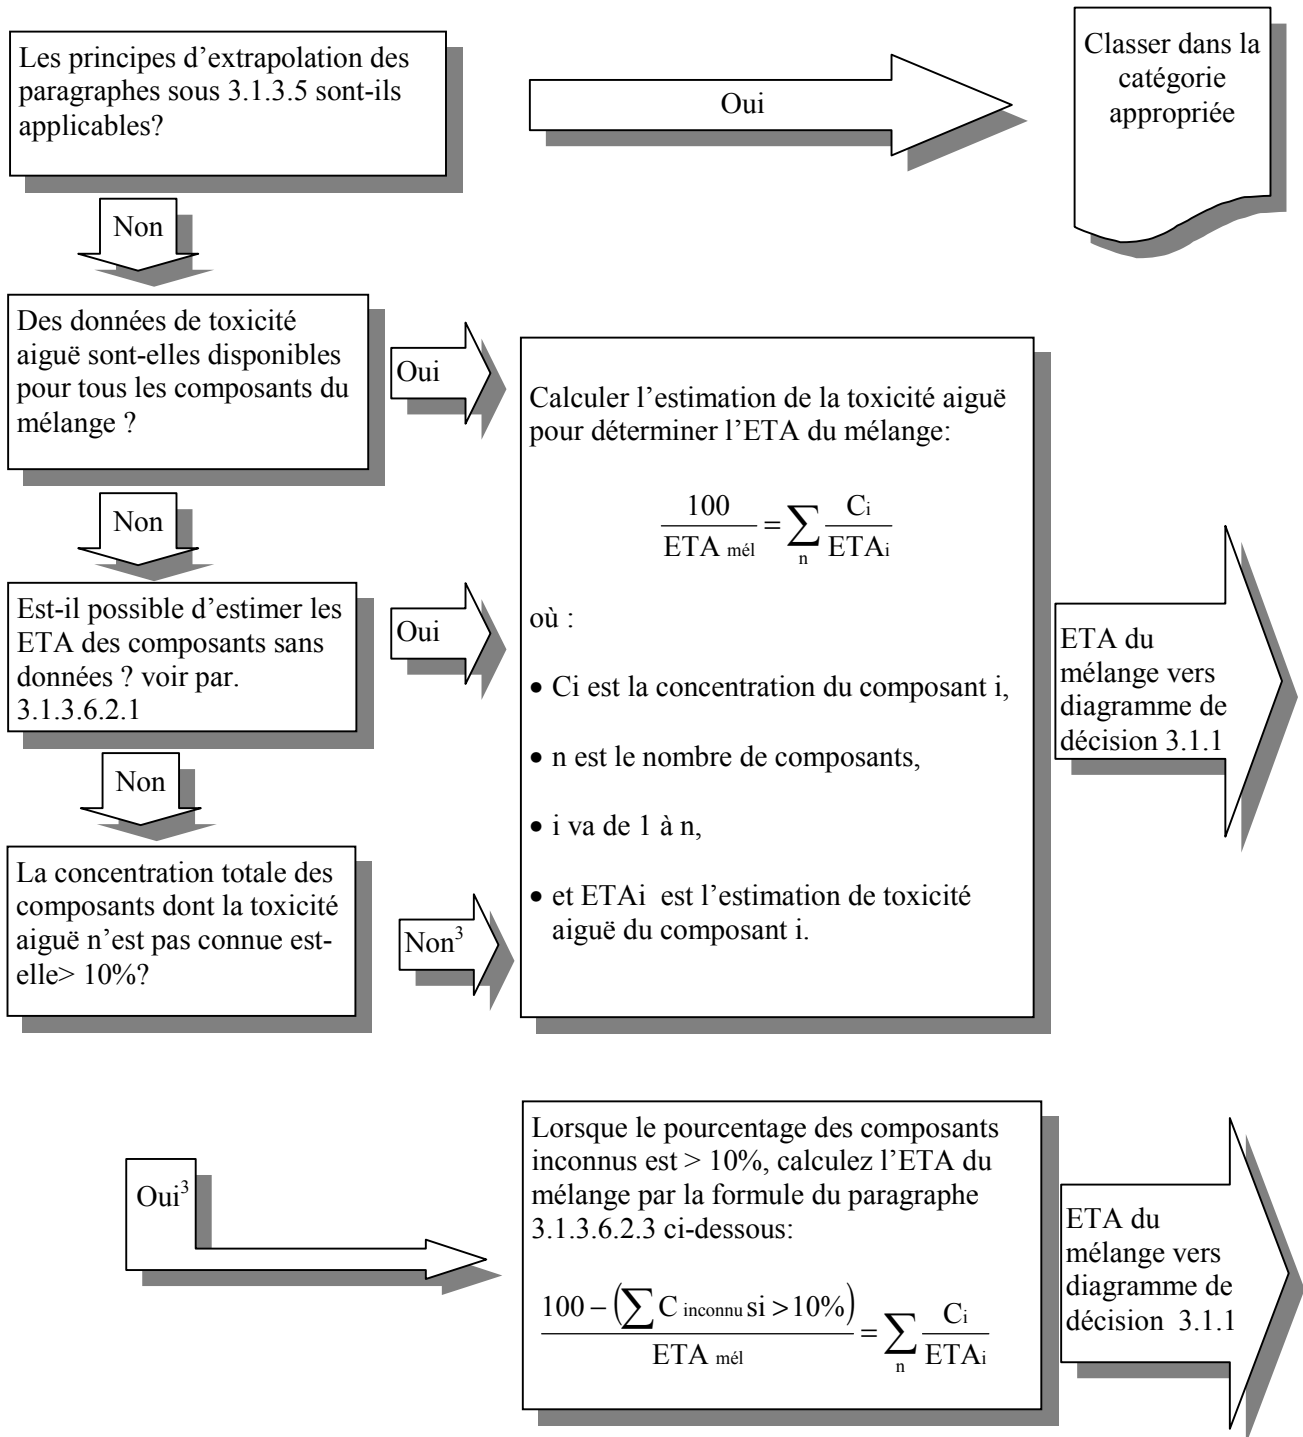 Les principes d'extrapolation des
paragraphes sous 3.1.3.5 sont-ils
applicables?
Oui
Classer dans la
catégorie
appropriée
Non
Des données de toxicité
aiguë sont-elles disponibles
pour tous les composants du
mélange ?
Oui
Non
Est-il possible d'estimer les
ETA des composants sans
données ? voir par.
3.1.3.6.2.1
Oui
Non
La concentration totale des
composants dont la toxicité
aiguë n'est pas connue est-
elle> 10%?
Non³
Calculer l'estimation de la toxicité aiguë
pour déterminer l'ETA du mélange:
100 / ETA mél = ∑ n Ci / ETAi
où :
• Ci est la concentration du composant i,
• n est le nombre de composants,
• i va de 1 à n,
• et ETAi est l'estimation de toxicité
aiguë du composant i.
ETA du
mélange vers
diagramme de
décision 3.1.1
Oui³
Lorsque le pourcentage des composants
inconnus est > 10%, calculez l'ETA du
mélange par la formule du paragraphe
3.1.3.6.2.3 ci-dessous:
100 – (∑ C inconnu si > 10%) / ETA mél = ∑ n Ci / ETAi
ETA du
mélange vers
diagramme de
décision 3.1.1